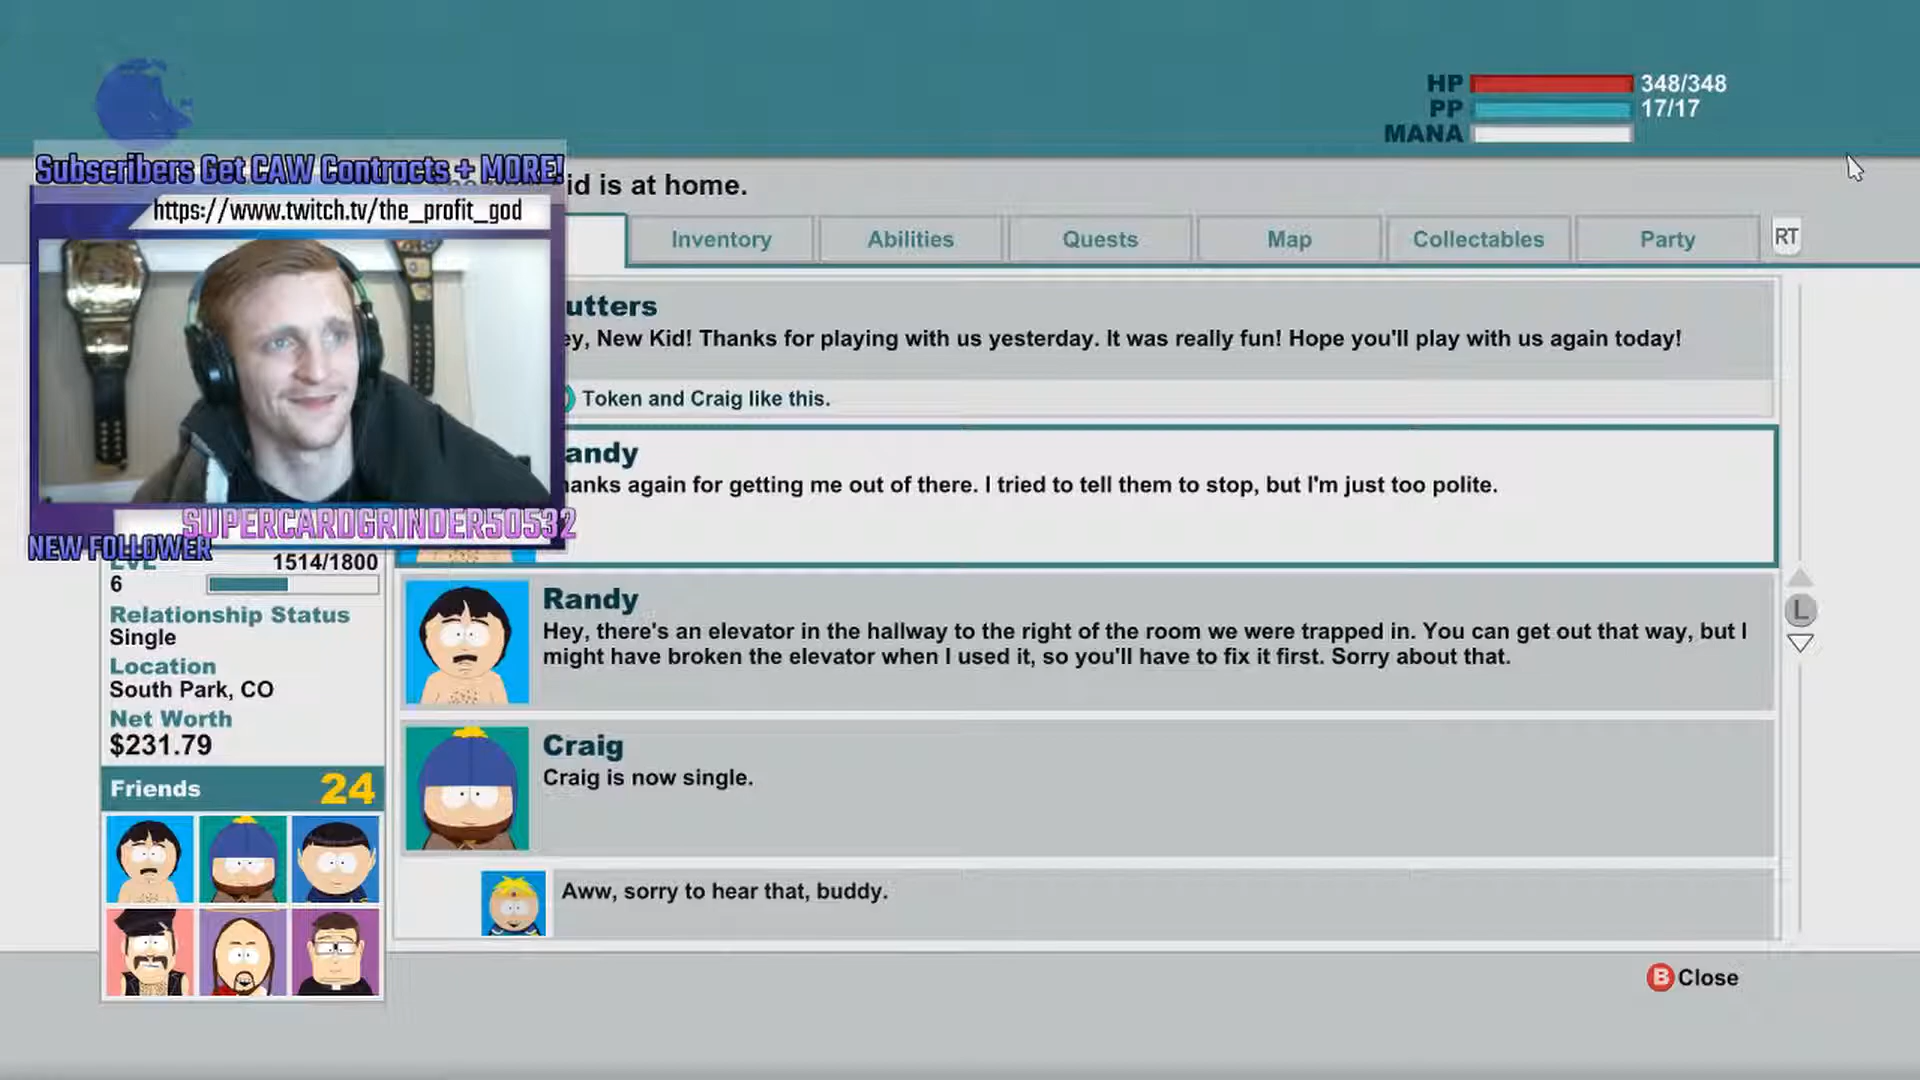 HP 348/348
PP 17/17
MANA
Subscribers Get CAW Contracts + MORE!
https://www.twitch.tv/the_profit_god
id is at home.
Inventory Abilities Quests Map Collectables Party RT
utters
ey, New Kid! Thanks for playing with us yesterday. It was really fun! Hope you'll play with us again today!
Token and Craig like this.
andy
hanks again for getting me out of there. I tried to tell them to stop, but I'm just too polite.
SUPERCARDGRINDER50532
NEW FOLLOWER
LVL 1514/1800
6
Relationship Status
Single
Location
South Park, CO
Net Worth
$231.79
Friends 24
Randy
Hey, there's an elevator in the hallway to the right of the room we were trapped in. You can get out that way, but I
might have broken the elevator when I used it, so you'll have to fix it first. Sorry about that.
L
Craig
Craig is now single.
Aww, sorry to hear that, buddy.
B Close